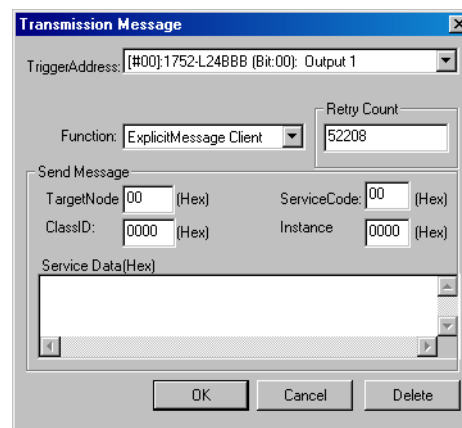 Transmission Message
TriggerAddress: [#00]:1752-L24BBB (Bit:00): Output 1
Retry Count
Function: ExplicitMessage Client 52208
Send Message
TargetNode 00 (Hex) ServiceCode: 00 (Hex)
ClassID: 0000 (Hex) Instance 0000 (Hex)
Service Data(Hex)
OK Cancel Delete